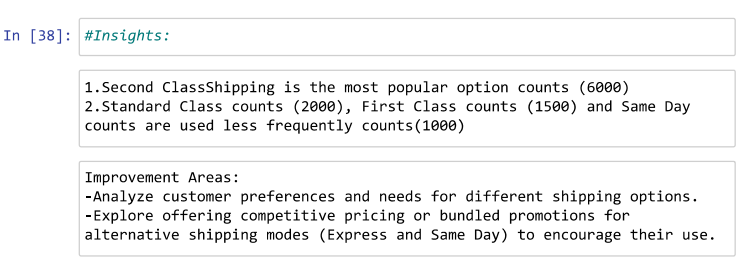 In [38]: #Insights:
1.Second ClassShipping is the most popular option counts (6000)
2.Standard Class counts (2000), First Class counts (1500) and Same Day
counts are used less frequently counts(1000)
Improvement Areas:
-Analyze customer preferences and needs for different shipping options.
-Explore offering competitive pricing or bundled promotions for
alternative shipping modes (Express and Same Day) to encourage their use.